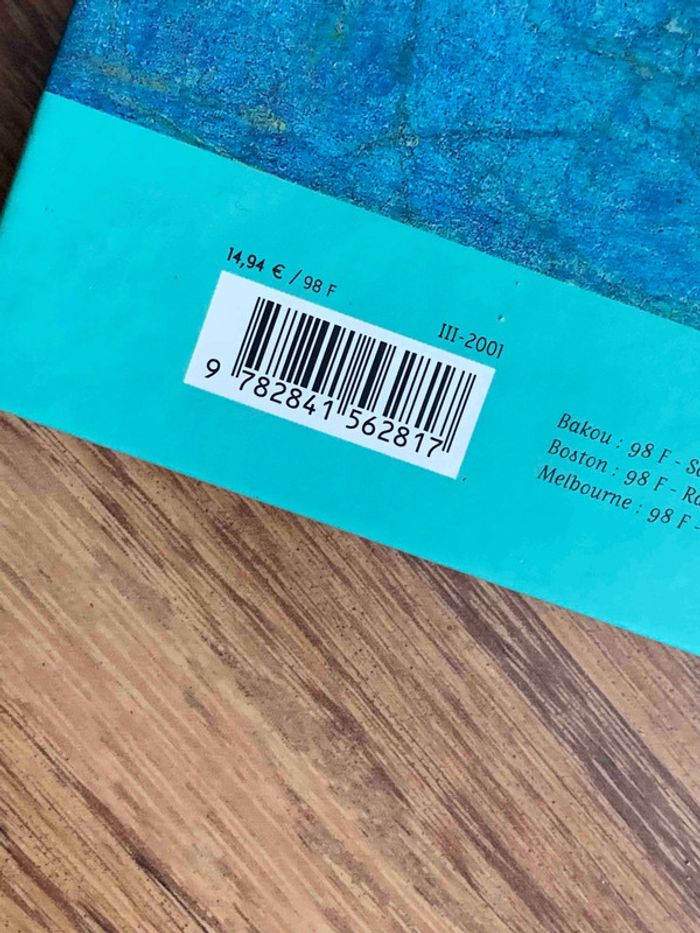 14,94 € / 98 F
III-2001
9 782841 562817
Bakou : 98 F -
Boston : 98 F -
Melbourne : 98 F -